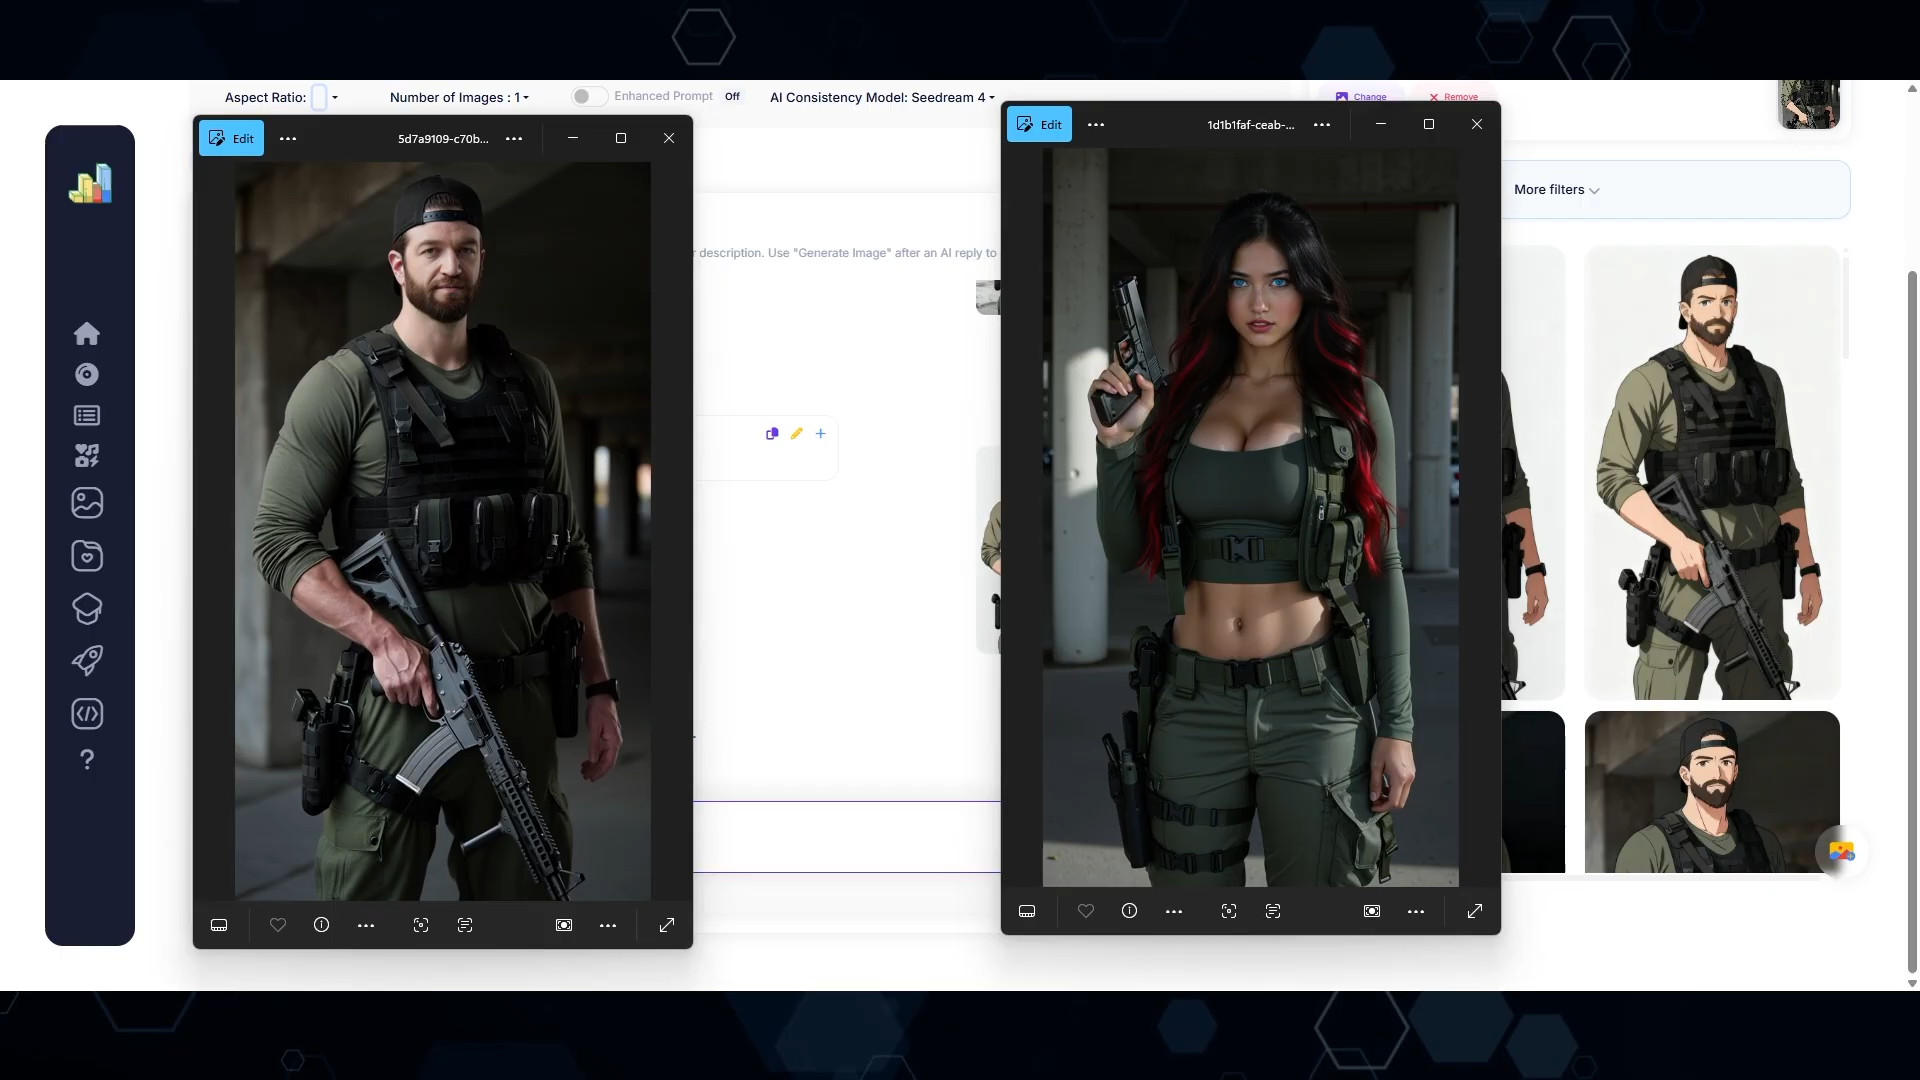 Aspect Ratio:
Number of Images : 1
Enhanced Prompt
Off
AI Consistency Model: Seedream 4
Change
Remove
Edit
5d7a9109-c70b...
Edit
1d1b1faf-ceab-...
More filters
description. Use "Generate Image" after an AI reply to